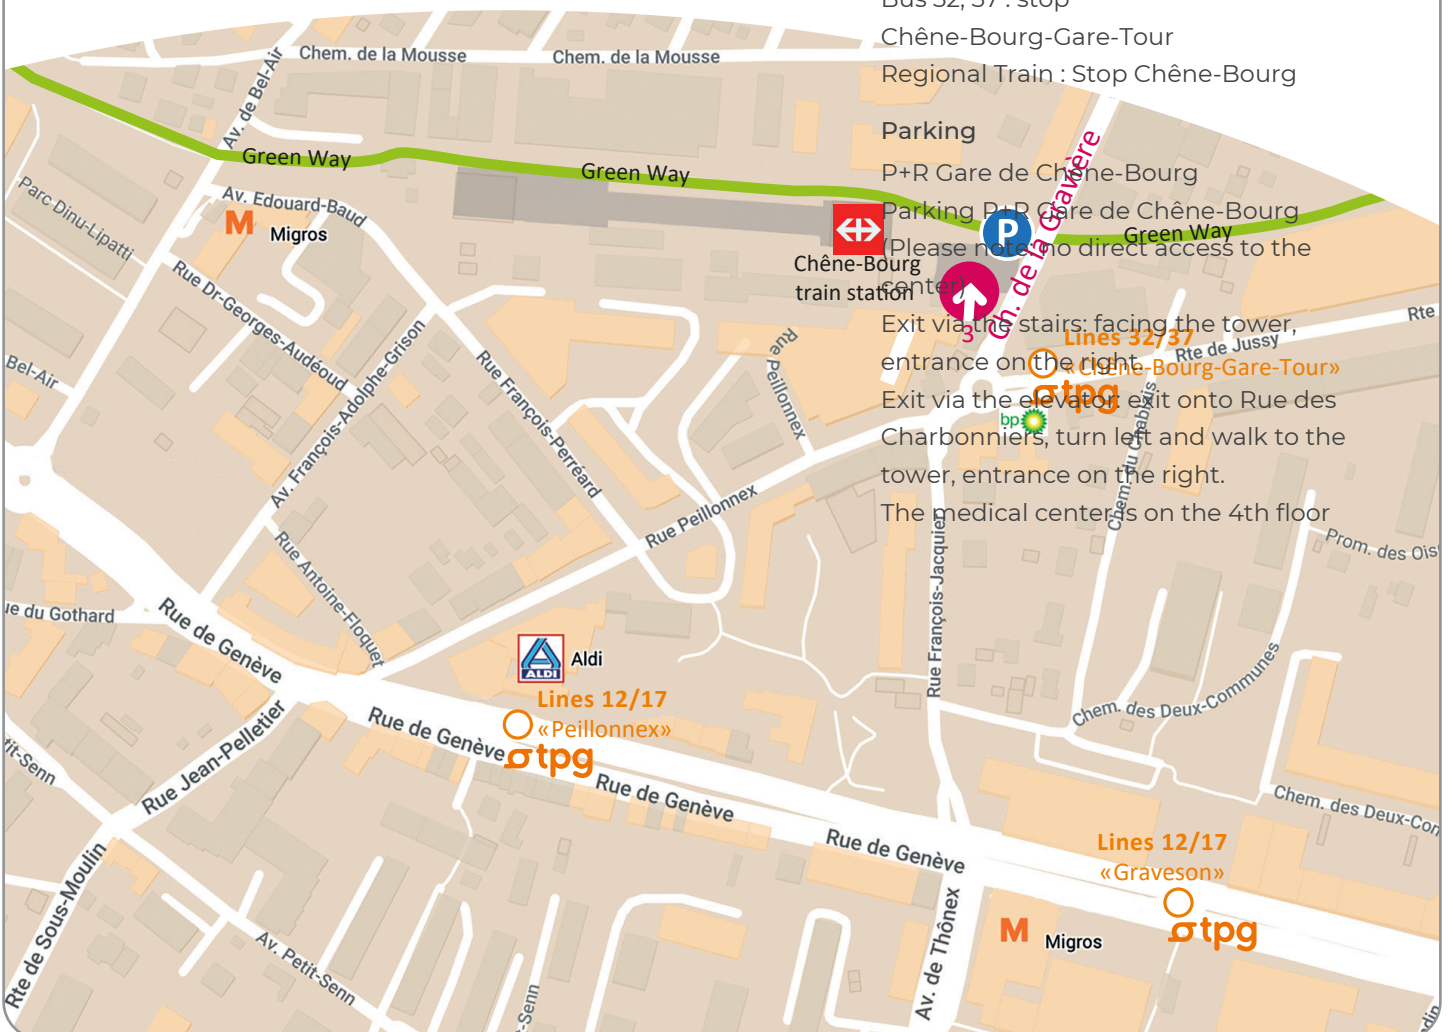 Bus 32, 37 : stop
Chêne-Bourg-Gare-Tour
Regional Train : Stop Chêne-Bourg
Parking
P+R Gare de Chêne-Bourg
Parking P+R Gare de Chêne-Bourg
(Please note: no direct access to the
center)
Exit via the stairs: facing the tower,
entrance on the right.
Exit via the elevator: exit onto Rue des
Charbonniers, turn left and walk to the
tower, entrance on the right.
The medical center is on the 4th floor
Chem. de la Mousse
Chem. de la Mousse
Av. de Bel-Air
Green Way
Green Way
Green Way
Parc Dinu-Lipatti
Av. Edouard-Baud
M
Migros
P
Ch. de la Gravière
Chêne-Bourg
train station
3
Rue Dr-Georges-Audéoud
Av. François-Adolphe-Grison
Bel-Air
Rue François-Perréard
Rue Peillonnex
Rue Peillonnex
Lines 32/37
«Chêne-Bourg-Gare-Tour»
tpg
bp
Rte de Jussy
Rte
Chem. du Chablais
Prom. des Ois
Rue François-Jacquier
Rue Antoine-Floquet
ue du Gothard
Rue de Genève
Aldi
ALDI
Lines 12/17
«Peillonnex»
tpg
Rue de Genève
Rue de Genève
Rue de Genève
Chem. des Deux-Communes
Chem. des Deux-Con
Rue Jean-Pelletier
tit-Senn
Rte de Sous-Moulin
Av. Petit-Senn
-Senn
Av. de Thônex
M
Migros
Lines 12/17
«Graveson»
tpg